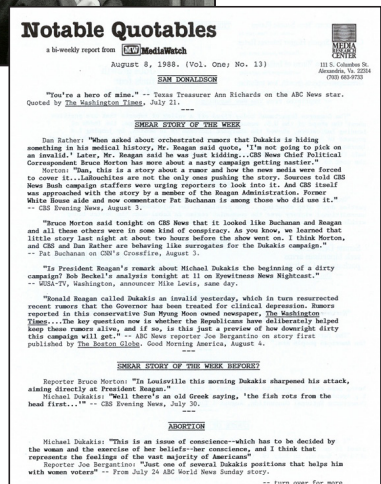 Notable Quotables
a bi-weekly report from MW MediaWatch
MEDIA
RESEARCH
CENTER
August 8, 1988. (Vol. One; No. 13)
111 S. Columbus St.
Alexandria, Va. 22314
(703) 683-9733
SAM DONALDSON
"You're a hero of mine." -- Texas Treasurer Ann Richards on the ABC News star.
Quoted by The Washington Times, July 21.
---
SMEAR STORY OF THE WEEK
Dan Rather: "When asked about orchestrated rumors that Dukakis is hiding
something in his medical history, Mr. Reagan said quote, 'I'm not going to pick on
an invalid.' Later, Mr. Reagan said he was just kidding...CBS News Chief Political
Correspondent Bruce Morton has more about a nasty campaign getting nastier."
Morton: "Dan, this is a story about a rumor and how the news media were forced
to cover it...LaRouchites are not the only ones pushing the story. Sources told CBS
News Bush campaign staffers were urging reporters to look into it. And CBS itself
was approached with the story by a member of the Reagan Administration. Former
White House aide and now commentator Pat Buchanan is among those who did use it."
-- CBS Evening News, August 3.
"Bruce Morton said tonight on CBS News that it looked like Buchanan and Reagan
and all these others were in some kind of conspiracy. As you know, we learned that
little story last night at about two hours before the show went on. I think Morton,
and CBS and Dan Rather are behaving like surrogates for the Dukakis campaign."
-- Pat Buchanan on CNN's Crossfire, August 3.
"Is President Reagan's remark about Michael Dukakis the beginning of a dirty
campaign? Bob Beckel's analysis tonight at 11 on Eyewitness News Nightcast."
-- WUSA-TV, Washington, announcer Mike Lewis, same day.
"Ronald Reagan called Dukakis an invalid yesterday, which in turn resurrected
recent rumors that the Governor has been treated for clinical depression. Rumors
reported in this conservative Sun Myung Moon owned newspaper, The Washington
Times....The key question now is whether the Republicans have deliberately helped
keep these rumors alive, and if so, is this just a preview of how downright dirty
this campaign will get." -- ABC News reporter Joe Bergantino on story first
published by The Boston Globe. Good Morning America, August 4.
---
SMEAR STORY OF THE WEEK BEFORE?
Reporter Bruce Morton: "In Louisville this morning Dukakis sharpened his attack,
aiming directly at President Reagan."
Michael Dukakis: "Well there's an old Greek saying, 'the fish rots from the
head first...'" -- CBS Evening News, July 30.
---
ABORTION
Michael Dukakis: "This is an issue of conscience--which has to be decided by
the woman and the exercise of her beliefs--her conscience, and I think that
represents the feelings of the vast majority of Americans"
Reporter Joe Bergantino: "Just one of several Dukakis positions that helps him
with women voters" -- From July 24 ABC World News Sunday story.
-- turn over for more